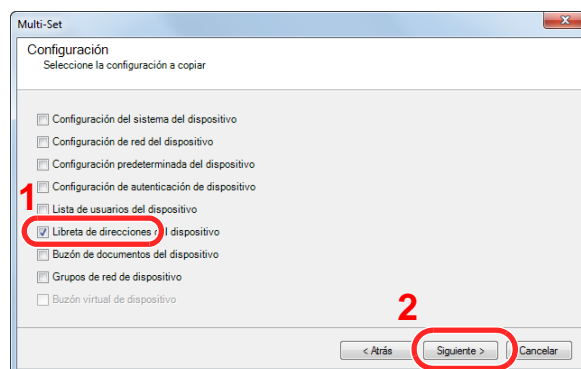 Multi-Set
Configuración
Seleccione la configuración a copiar
Configuración del sistema del dispositivo
Configuración de red del dispositivo
Configuración predeterminada del dispositivo
Configuración de autenticación de dispositivo
1
Lista de usuarios del dispositivo
Libreta de direcciones del dispositivo
Buzón de documentos del dispositivo
Grupos de red de dispositivo
Buzón virtual de dispositivo
2
< Atrás Siguiente > Cancelar